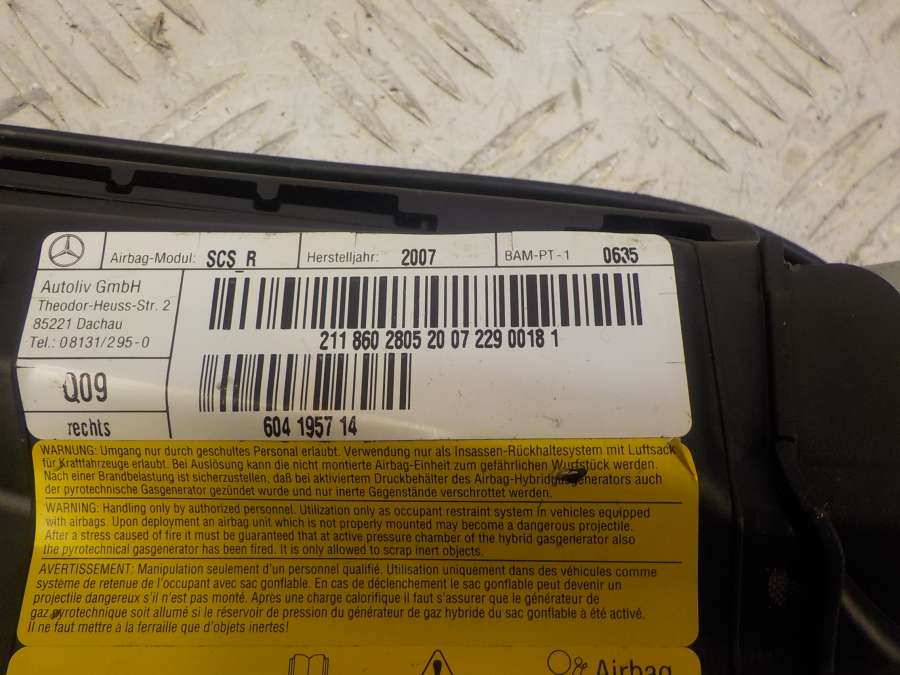 Airbag-Modul: SCS R Herstelljahr: 2007 BAM-PT-1 0635
Autoliv GmbH
Theodor-Heuss-Str. 2
85221 Dachau
Tel.: 08131/295-0
211 860 2805 20 07 229 0018 1
Q09
rechts
604 1957 14
WARNUNG: Umgang nur durch geschultes Personal erlaubt. Verwendung nur als Insassen-Rückhaltesystem mit Luftsack
für Kraftfahrzeuge erlaubt. Bei Auslösung kann die nicht montierte Airbag-Einheit zum gefährlichen Wurfstück werden.
Nach einer Brandbelastung ist sicherzustellen, daß bei aktiviertem Druckbehälter des Airbag-Hybridgasgenerators auch
der pyrotechnische Gasgenerator gezündet wurde und nur inerte Gegenstände verschrottet werden.
WARNING: Handling only by authorized personnel. Utilization only as occupant restraint system in vehicles equipped
with airbags. Upon deployment an airbag unit which is not properly mounted may become a dangerous projectile.
After a stress caused of fire it must be guaranteed that at active pressure chamber of the hybrid gasgenerator also
the pyrotechnical gasgenerator has been fired. It is only allowed to scrap inert objects.
AVERTISSEMENT: Manipulation seulement d'un personnel qualifié. Utilisation uniquement dans des véhicules comme
système de retenue de l'occupant avec sac gonflable. En cas de déclenchement le sac gonflable peut devenir un
projectile dangereux s'il n'est pas monté. Après une charge calorifique il faut s'assurer que le générateur de
gaz pyrotechnique soit allumé si le réservoir de pression du générateur de gaz hybride du sac gonflable a été activé.
Il ne faut mettre à la ferraille que d'objets inertes!
Airbag